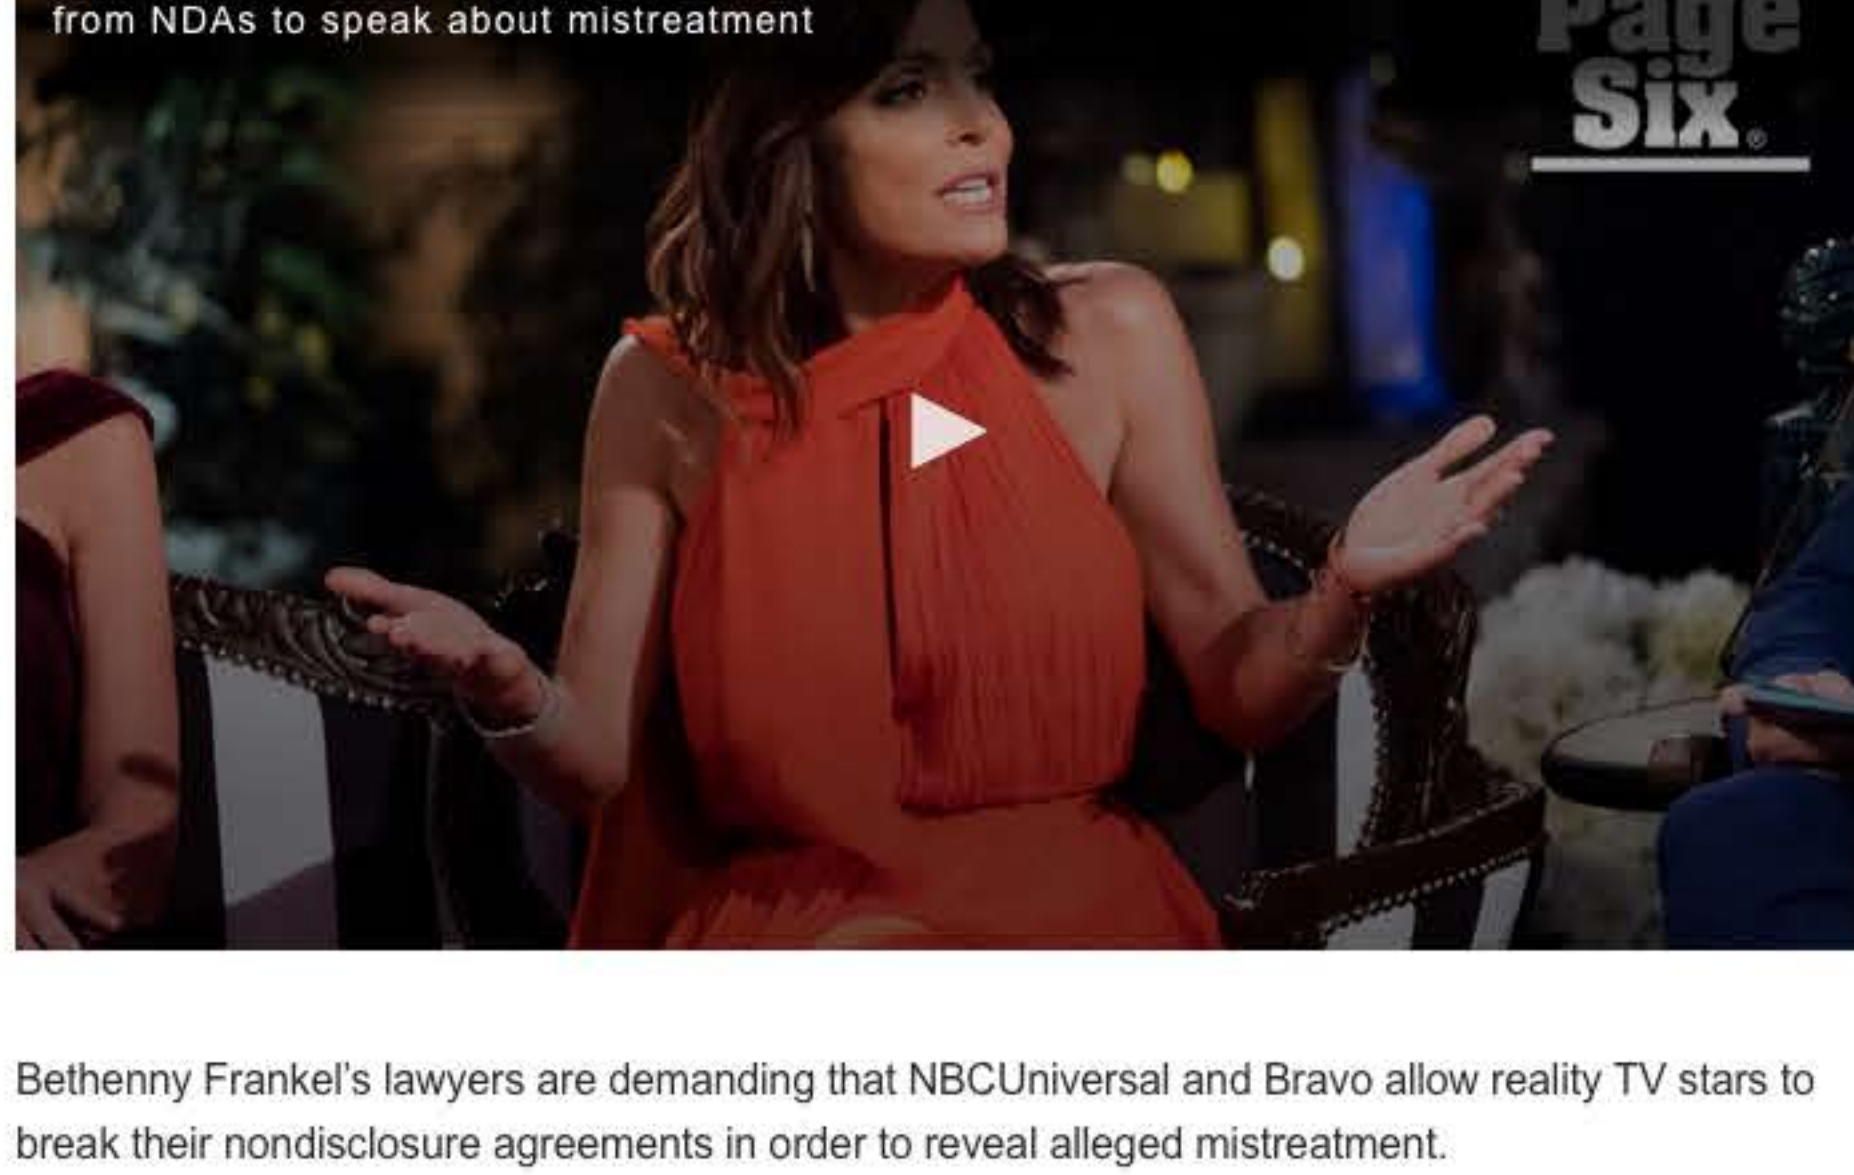 from NDAs to speak about mistreatment
Page
Six®
Bethenny Frankel's lawyers are demanding that NBCUniversal and Bravo allow reality TV stars to
break their nondisclosure agreements in order to reveal alleged mistreatment.